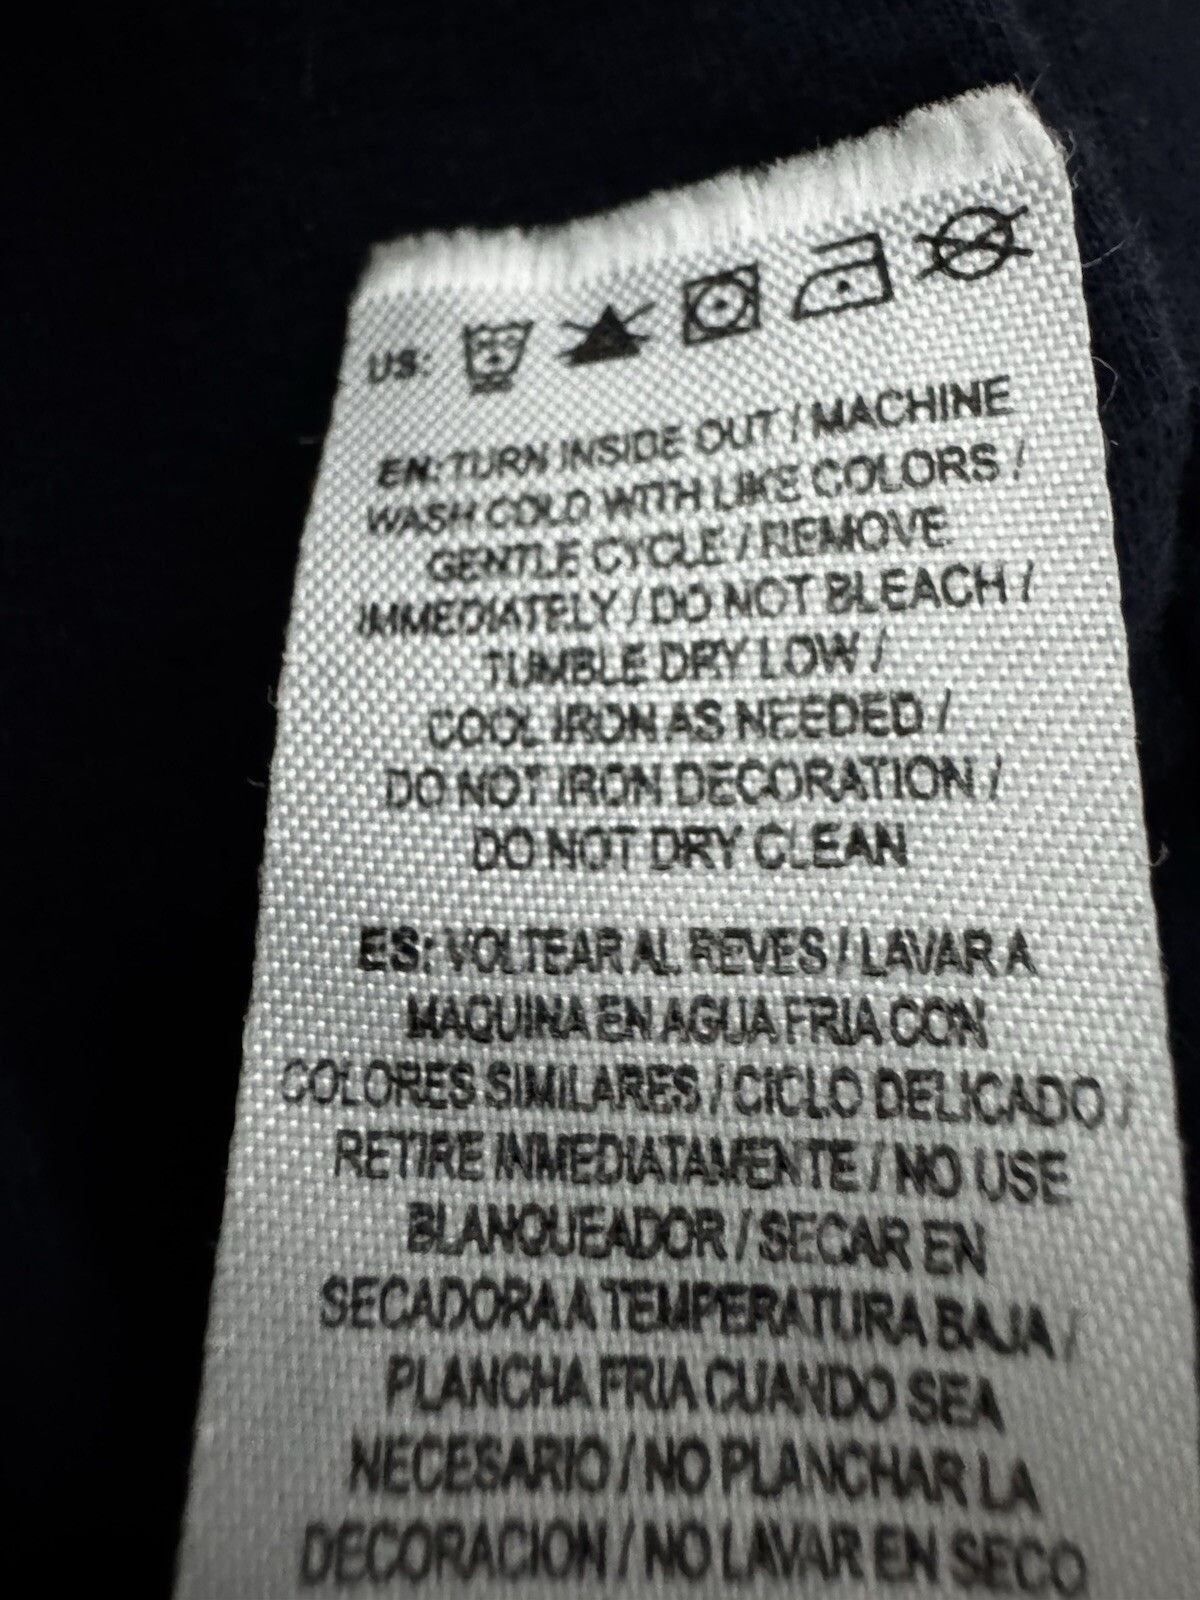 US:
EN: TURN INSIDE OUT / MACHINE
WASH COLD WITH LIKE COLORS /
GENTLE CYCLE / REMOVE
IMMEDIATELY / DO NOT BLEACH /
TUMBLE DRY LOW /
COOL IRON AS NEEDED /
DO NOT IRON DECORATION /
DO NOT DRY CLEAN
ES: VOLTEAR AL REVES / LAVAR A
MAQUINA EN AGUA FRIA CON
COLORES SIMILARES / CICLO DELICADO /
RETIRE INMEDIATAMENTE / NO USE
BLANQUEADOR / SECAR EN
SECADORA A TEMPERATURA BAJA /
PLANCHA FRIA CUANDO SEA
NECESARIO / NO PLANCHAR LA
DECORACION / NO LAVAR EN SECO